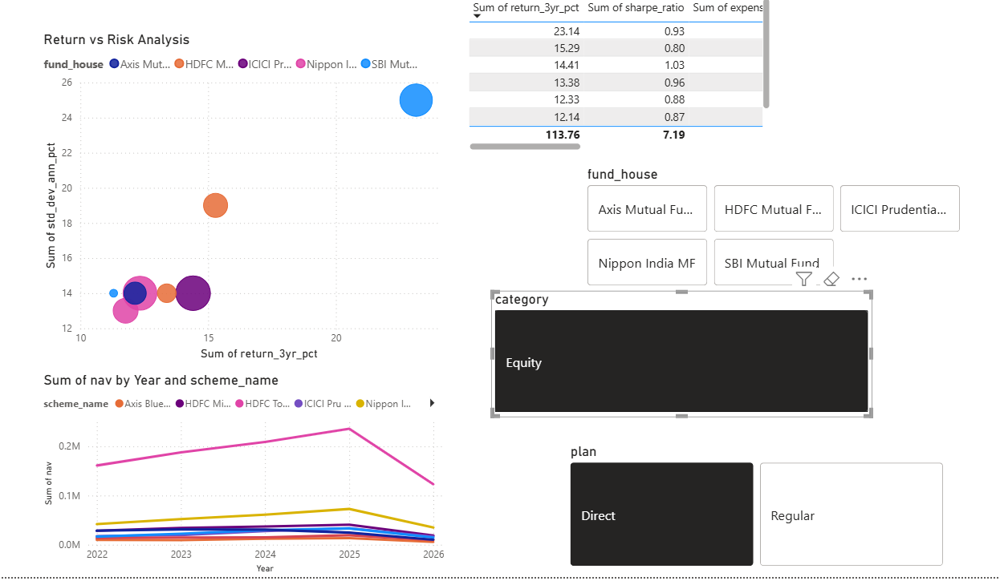 Return vs Risk Analysis
fund_house Axis Mut... HDFC M... ICICI Pr... Nippon I... SBI Mut...
26
24
22
20
18
16
14
12
10 15 20
Sum of std_dev_ann_pct
Sum of return_3yr_pct
Sum of nav by Year and scheme_name
scheme_name Axis Blue... HDFC Mi... HDFC To... ICICI Pru ... Nippon I...
0.2M
0.1M
0.0M
Sum of nav
2022 2023 2024 2025 2026
Year
Sum of return_3yr_pct Sum of sharpe_ratio Sum of expens
23.14 0.93
15.29 0.80
14.41 1.03
13.38 0.96
12.33 0.88
12.14 0.87
113.76 7.19
fund_house
Axis Mutual Fu... HDFC Mutual F... ICICI Prudentia...
Nippon India MF SBI Mutual Fund
category
Equity
plan
Direct Regular